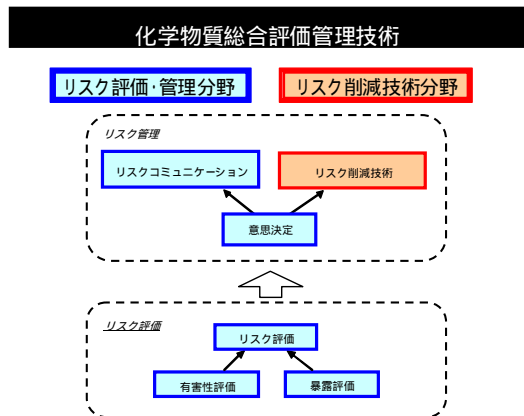 化学物質総合評価管理技術
リスク評価・管理分野
リスク削減技術分野
リスク管理
リスクコミュニケーション
リスク削減技術
意思決定
リスク評価
リスク評価
有害性評価
暴露評価